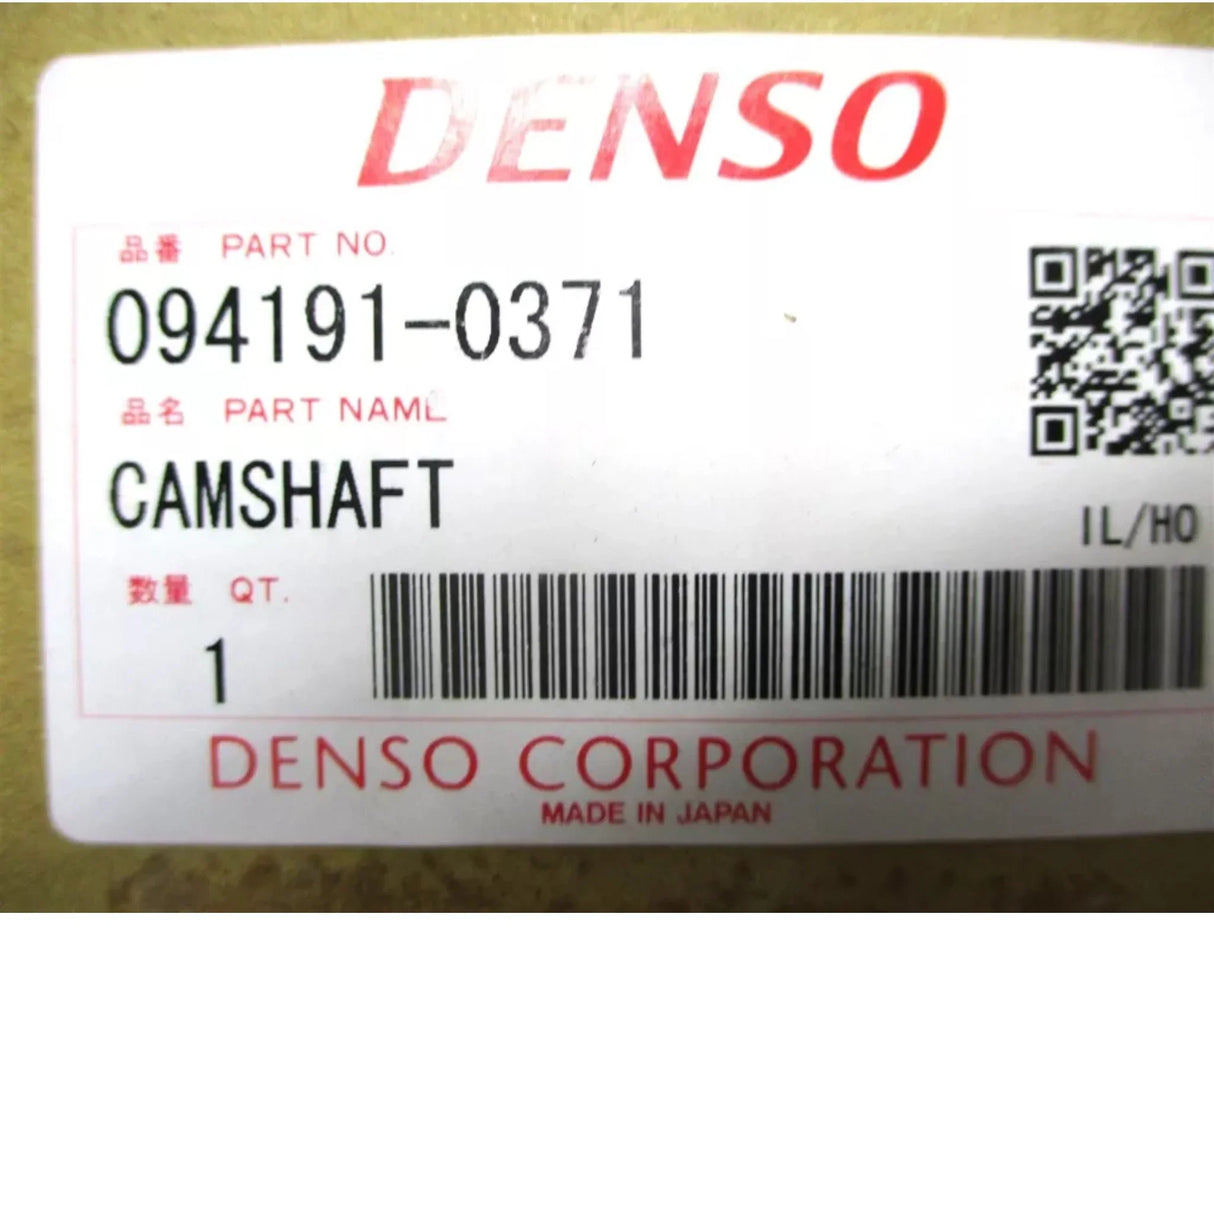 DENSO
品番 PART NO.
094191-0371
品名 PART NAME
CAMSHAFT
IL/HO
数量 QT.
1
DENSO CORPORATION
MADE IN JAPAN